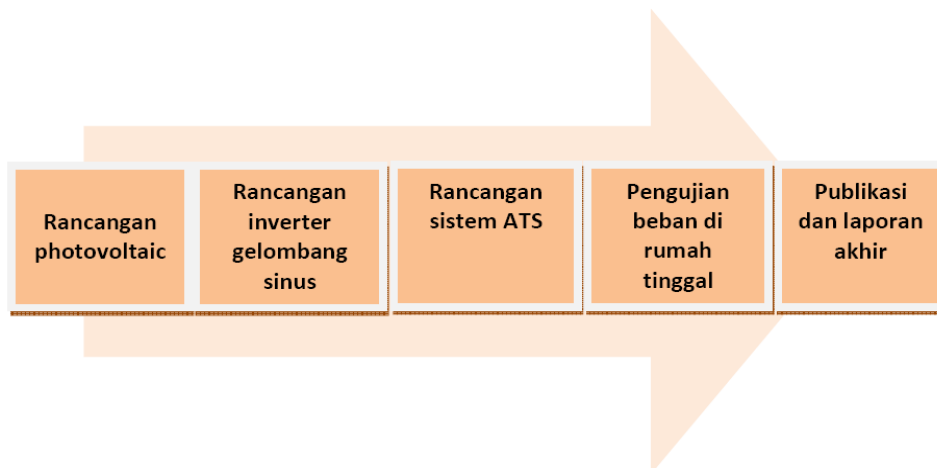 Rancangan
photovoltaic
Rancangan
inverter
gelombang
sinus
Rancangan
sistem ATS
Pengujian
beban di
rumah
tinggal
Publikasi
dan laporan
akhir